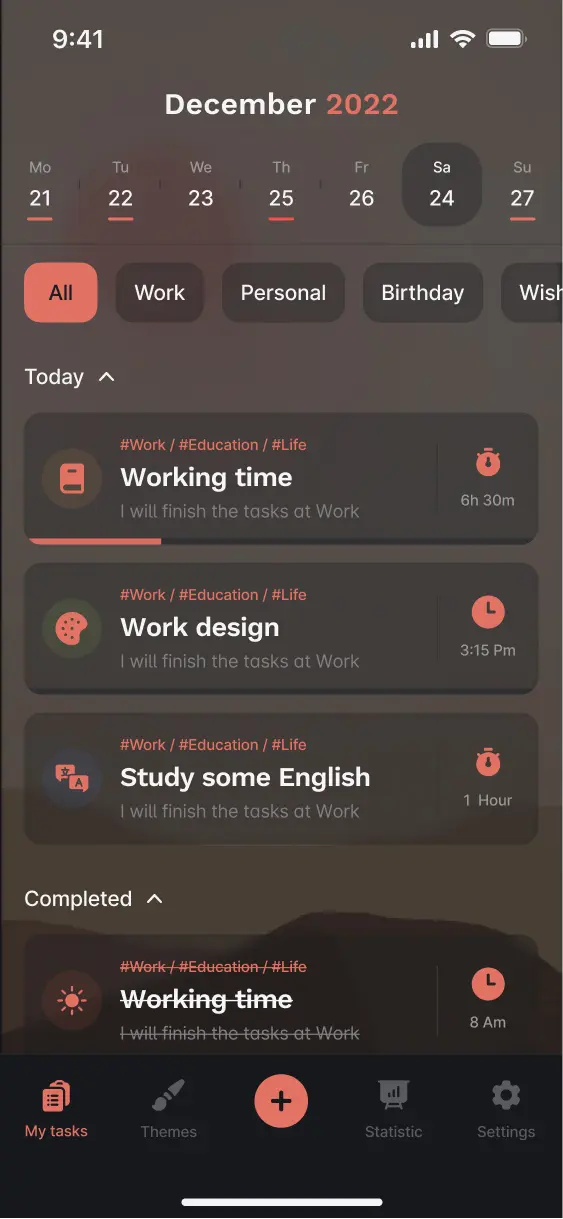 9:41
December 2022
Mo Tu We Th Fr Sa Su
21 22 23 25 26 24 27
All Work Personal Birthday Wish
Today
#Work / #Education / #Life
Working time
I will finish the tasks at Work
6h 30m
#Work / #Education / #Life
Work design
I will finish the tasks at Work
3:15 Pm
#Work / #Education / #Life
Study some English
I will finish the tasks at Work
1 Hour
Completed
#Work / #Education / #Life
Working time
I will finish the tasks at Work
8 Am
My tasks Themes Statistic Settings